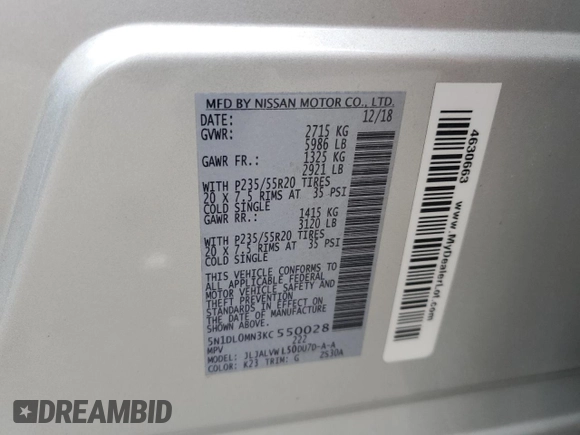 MFD BY NISSAN MOTOR CO., LTD.
DATE: 12/18
GVWR: 2715 KG
5986 LB
GAWR FR.: 1325 KG
2921 LB
WITH P235/55R20 TIRES
20 X 7.5 RIMS AT 35 PSI
COLD SINGLE
GAWR RR.: 1415 KG
3120 LB
WITH P235/55R20 TIRES
20 X 7.5 RIMS AT 35 PSI
COLD SINGLE
THIS VEHICLE CONFORMS TO
ALL APPLICABLE FEDERAL
MOTOR VEHICLE SAFETY AND
THEFT PREVENTION
STANDARDS IN EFFECT ON THE
DATE OF MANUFACTURE
SHOWN ABOVE.
5N1DL0MN3KC550028
MPV 222
MODEL: JLJALVWL50DU7D-A-A
COLOR: K23 TRIM: G 2530A
4630663
www.MyDealerLot.com
DREAMBID